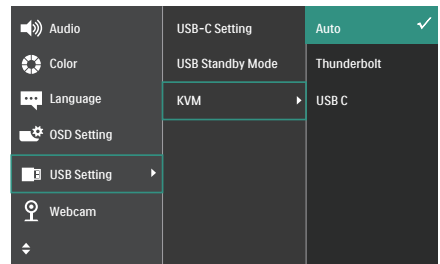 Audio
Color
Language
OSD Setting
USB Setting
Webcam
USB-C Setting
USB Standby Mode
KVM
Auto
Thunderbolt
USB C